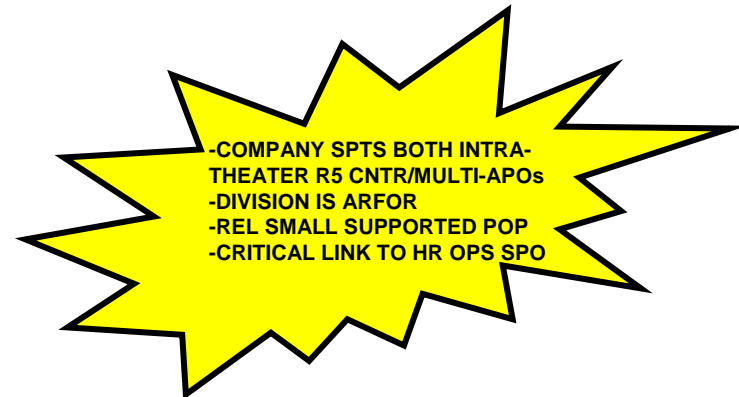 -COMPANY SPTS BOTH INTRA-
THEATER R5 CNTR/MULTI-APOs
-DIVISION IS ARFOR
-REL SMALL SUPPORTED POP
-CRITICAL LINK TO HR OPS SPO